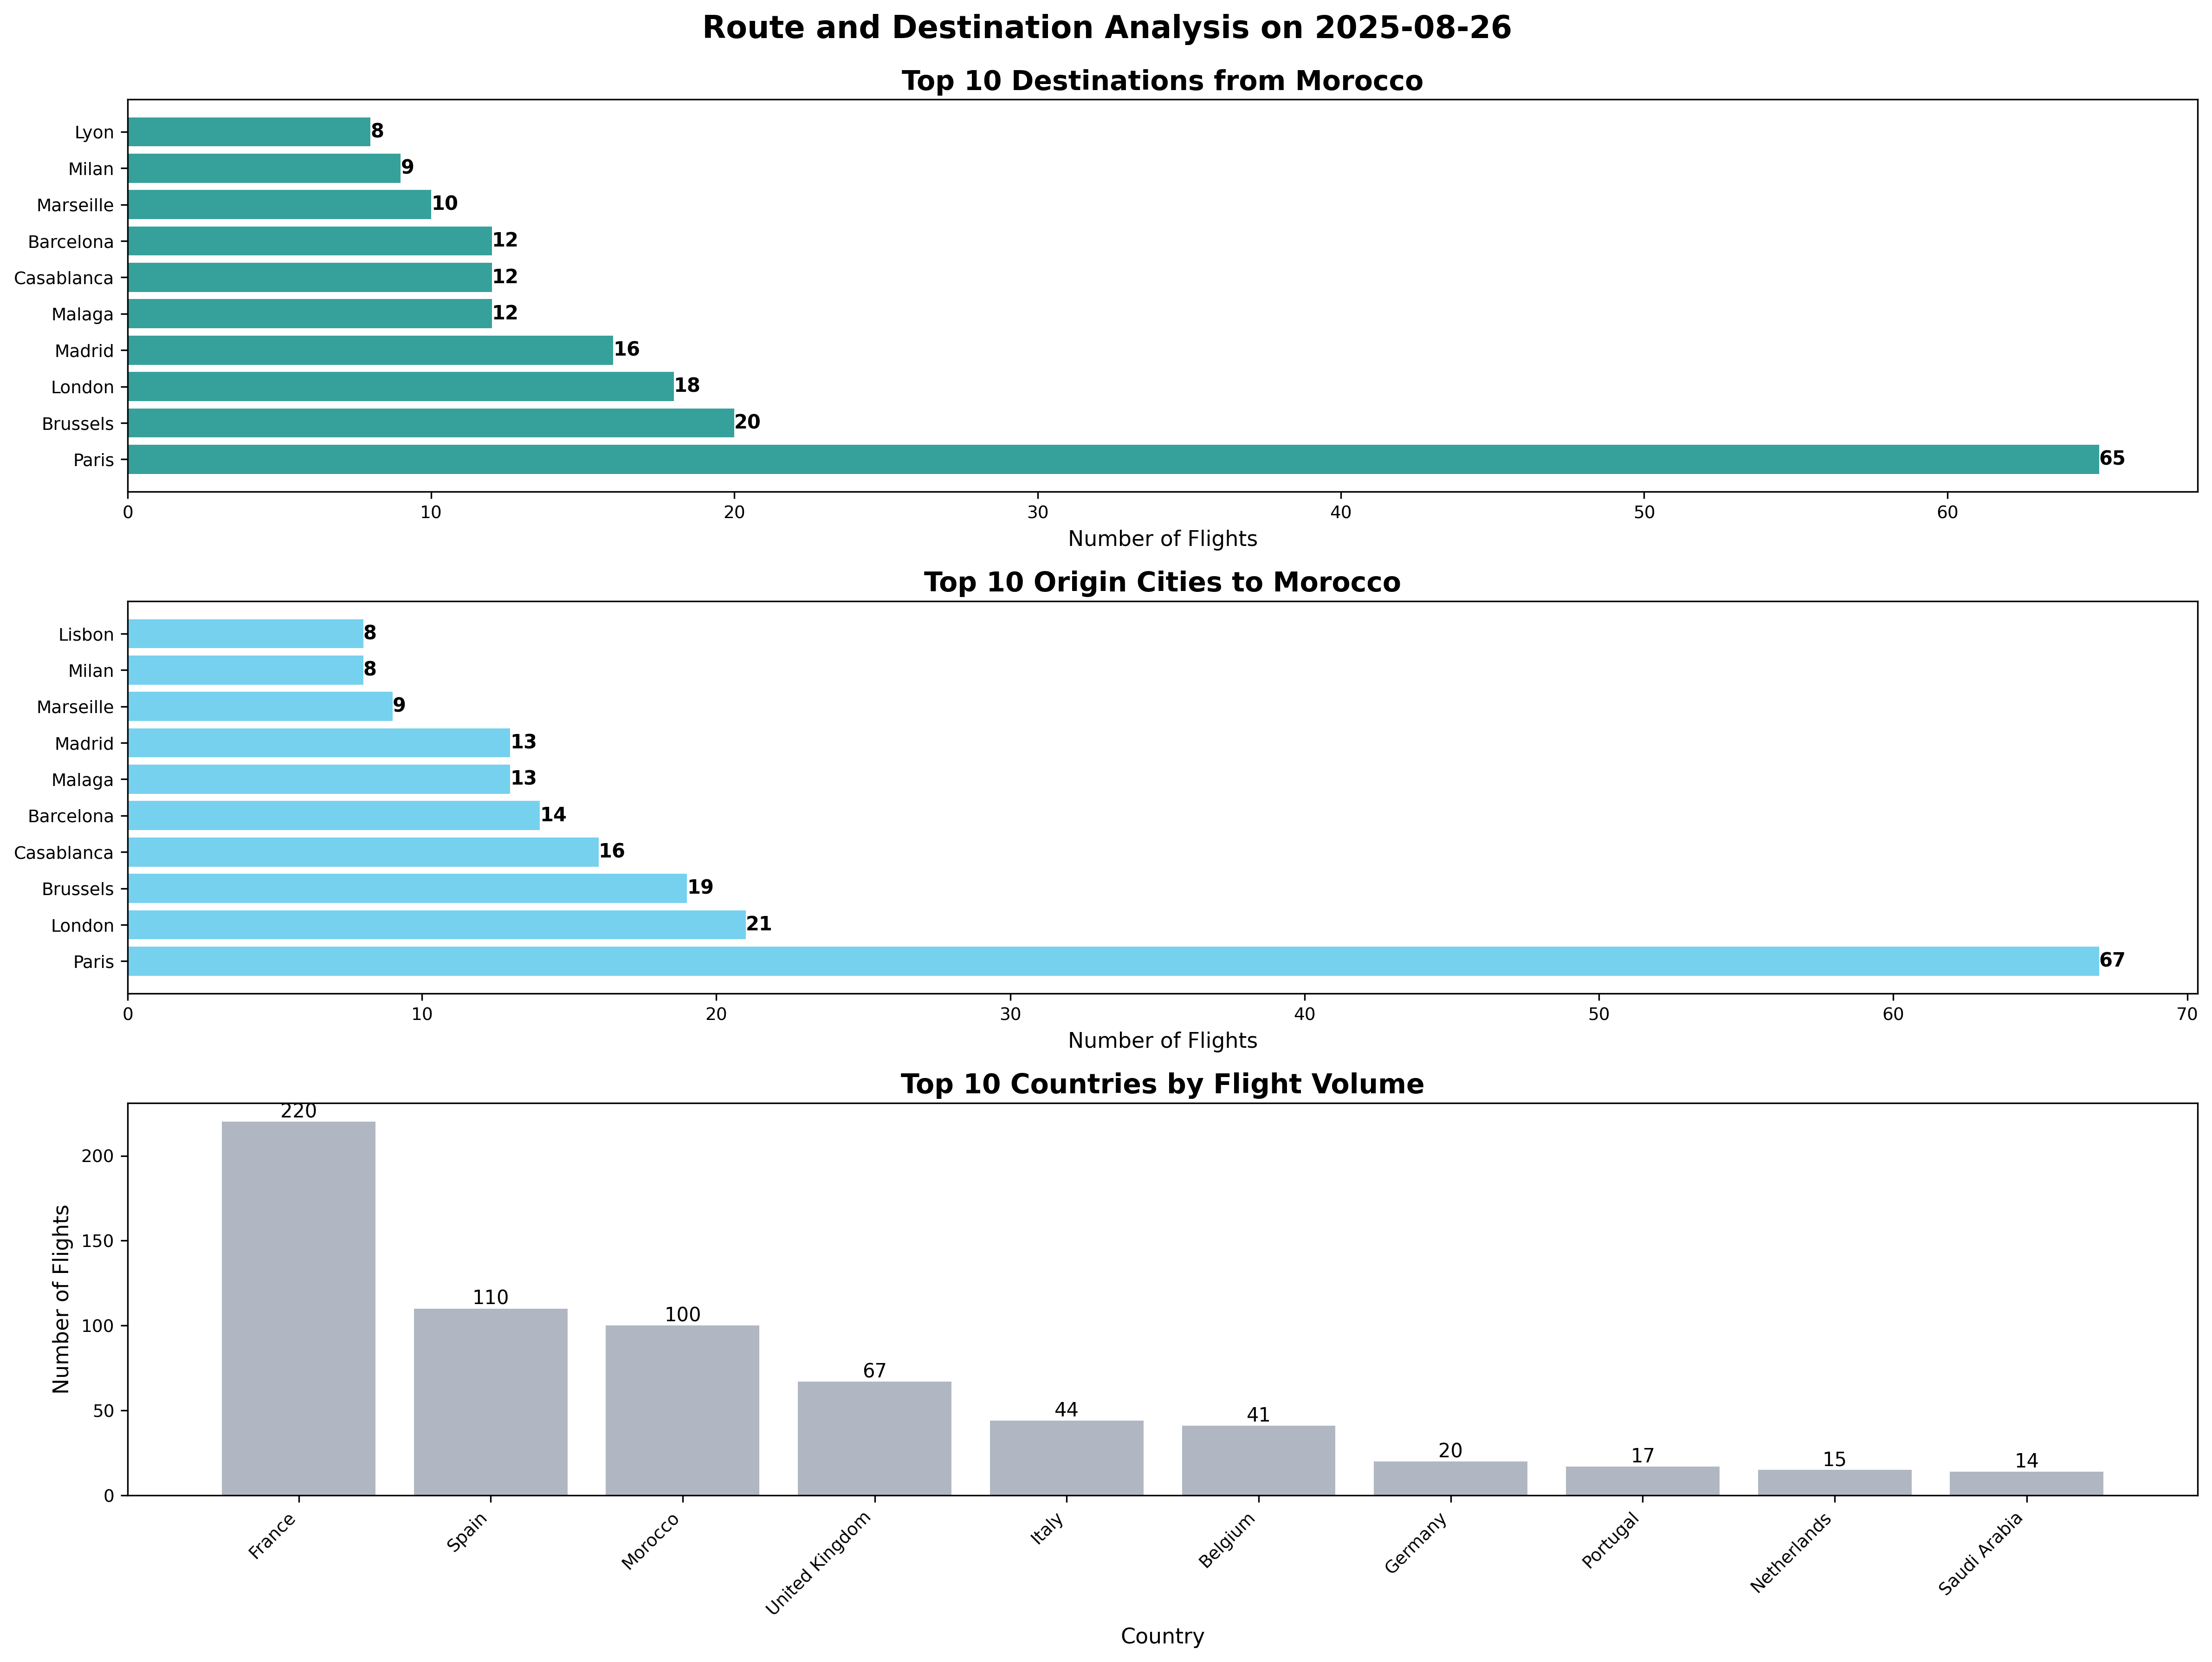 Route and Destination Analysis on 2025-08-26
Top 10 Destinations from Morocco
Lyon 8
Milan 9
Marseille 10
Barcelona 12
Casablanca 12
Malaga 12
Madrid 16
London 18
Brussels 20
Paris 65
0 10 20 30 40 50 60
Number of Flights
Top 10 Origin Cities to Morocco
Lisbon 8
Milan 8
Marseille 9
Madrid 13
Malaga 13
Barcelona 14
Casablanca 16
Brussels 19
London 21
Paris 67
0 10 20 30 40 50 60 70
Number of Flights
Top 10 Countries by Flight Volume
Number of Flights
200
150
100
50
0
220 110 100 67 44 41 20 17 15 14
France Spain Morocco United Kingdom Italy Belgium Germany Portugal Netherlands Saudi Arabia
Country